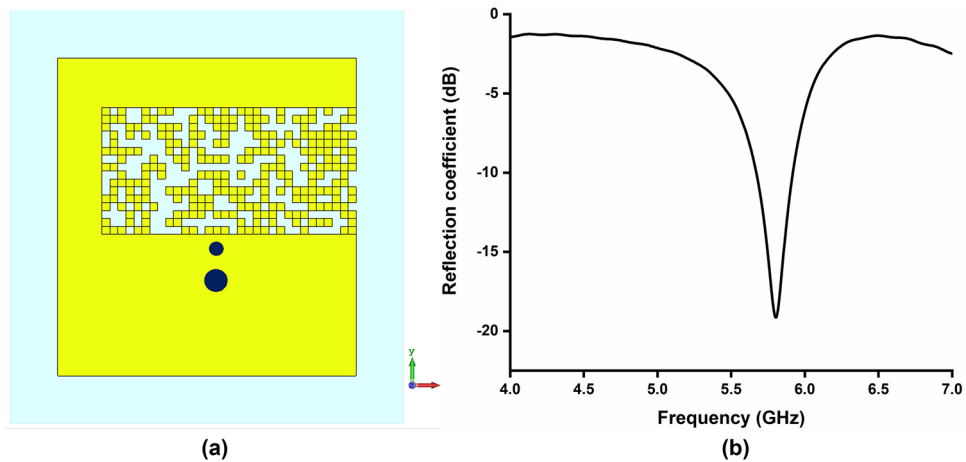 0
-5
-10
-15
-20
Reflection coefficient (dB)
4.0 4.5 5.0 5.5 6.0 6.5 7.0
Frequency (GHz)
y
(a)
(b)